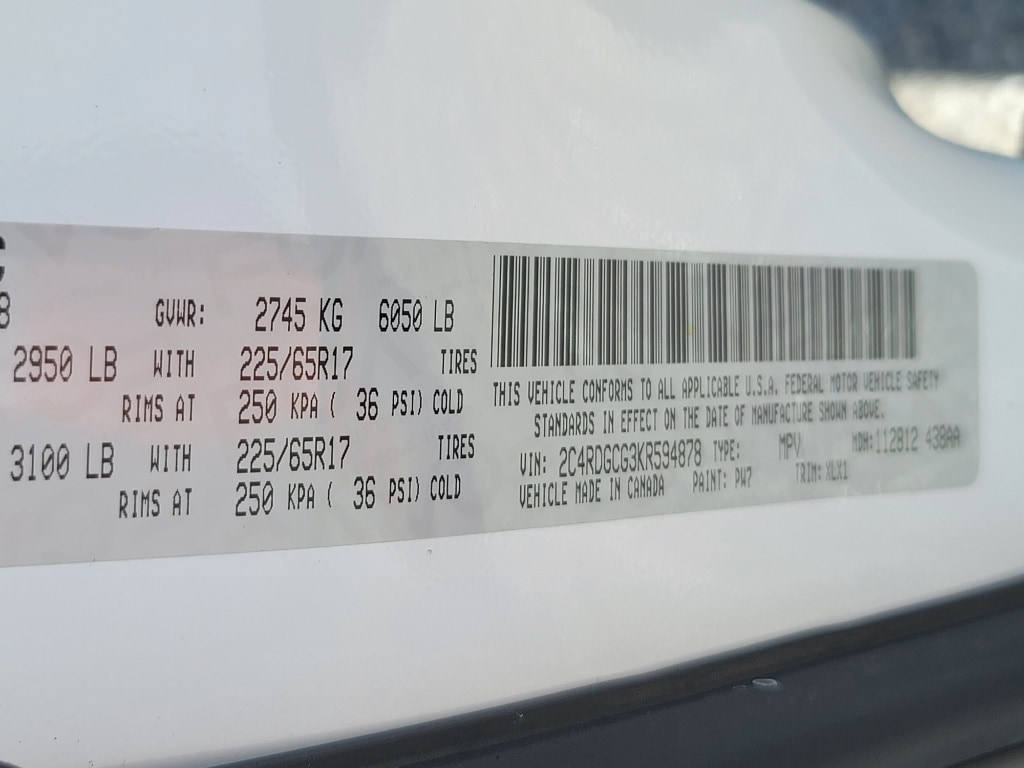 GVWR: 2745 KG 6050 LB
2950 LB WITH 225/65R17 TIRES
RIMS AT 250 KPA ( 36 PSI) COLD
3100 LB WITH 225/65R17 TIRES
RIMS AT 250 KPA ( 36 PSI) COLD
THIS VEHICLE CONFORMS TO ALL APPLICABLE U.S.A. FEDERAL MOTOR VEHICLE SAFETY
STANDARDS IN EFFECT ON THE DATE OF MANUFACTURE SHOWN ABOVE.
VIN: 2C4RDGCG3KR594878 TYPE: MPV MDH:112812 438AA
VEHICLE MADE IN CANADA PAINT: PW7 TRIM:XLX1